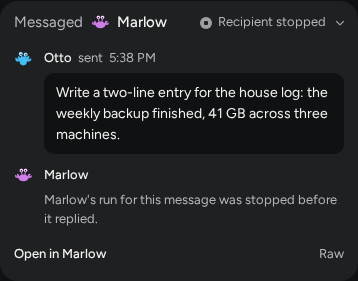 Messaged Marlow Recipient stopped
Otto sent 5:38 PM
Write a two-line entry for the house log: the
weekly backup finished, 41 GB across three
machines.
Marlow
Marlow's run for this message was stopped before
it replied.
Open in Marlow Raw